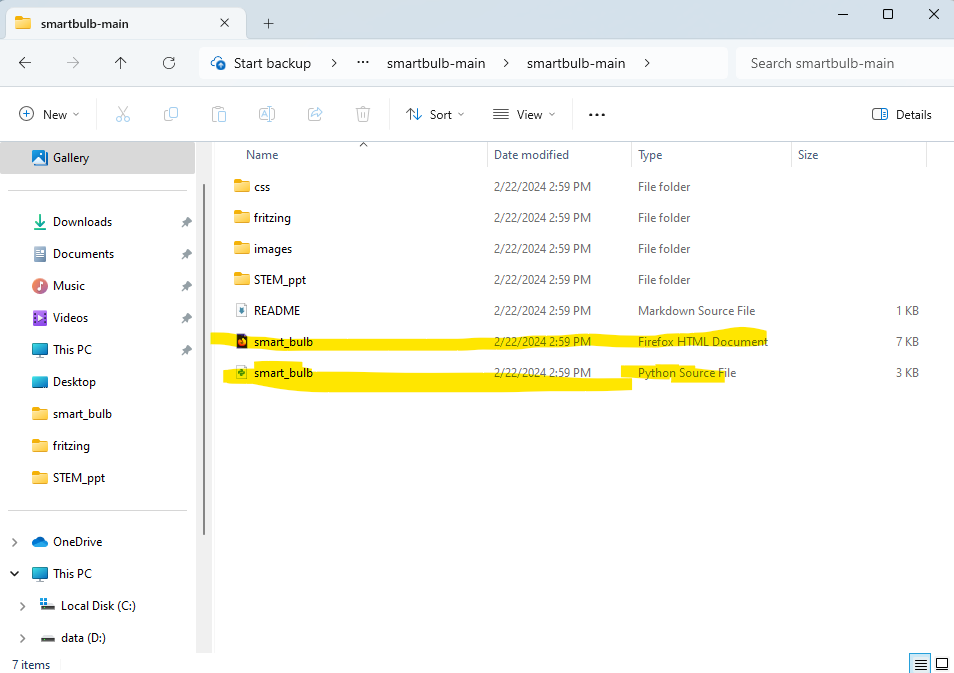 smartbulb-main
Start backup > ... smartbulb-main > smartbulb-main > Search smartbulb-main
New Sort View ... Details
Gallery
Downloads
Documents
Music
Videos
This PC
Desktop
smart_bulb
fritzing
STEM_ppt
OneDrive
This PC
Local Disk (C:)
data (D:)
Name Date modified Type Size
css 2/22/2024 2:59 PM File folder
fritzing 2/22/2024 2:59 PM File folder
images 2/22/2024 2:59 PM File folder
STEM_ppt 2/22/2024 2:59 PM File folder
README 2/22/2024 2:59 PM Markdown Source File 1 KB
smart_bulb 2/22/2024 2:59 PM Firefox HTML Document 7 KB
smart_bulb 2/22/2024 2:59 PM Python Source File 3 KB
7 items